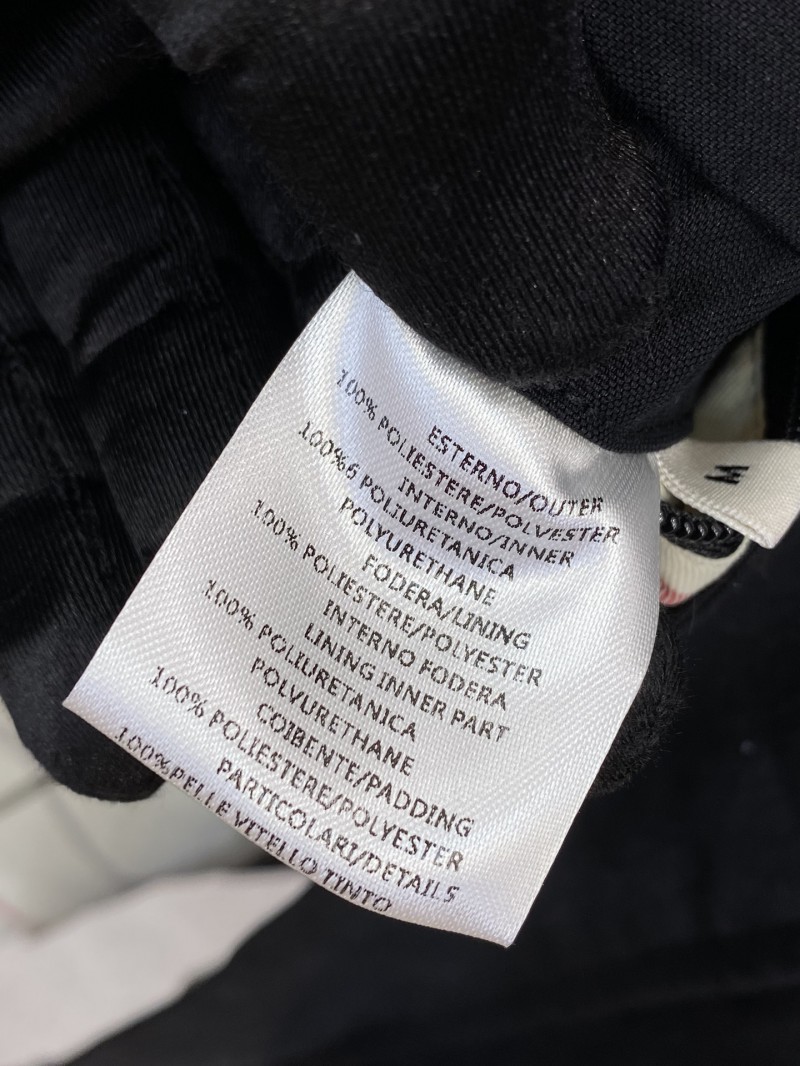 ESTERNO/OUTER
100% POLIESTERE/POLYESTER
INTERNO/INNER
100%6 POLIURETANICA
POLYURETHANE
FODERA/LINING
100% POLIESTERE/POLYESTER
INTERNO FODERA
LINING INNER PART
100% POLIURETANICA
POLYURETHANE
COIBENTE/PADDING
100% POLIESTERE/POLYESTER
PARTICOLARI/DETAILS
100%PELLE VITELLO TINTO
M